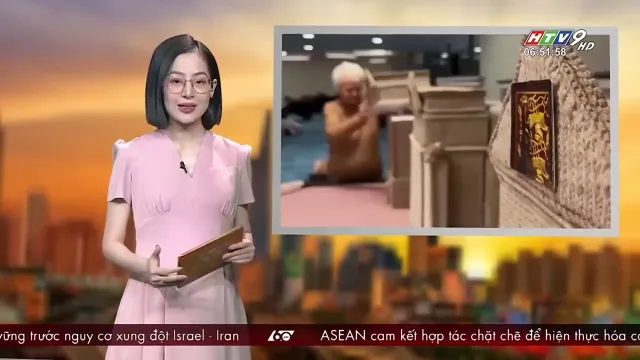 HTV9 HD
06:51:58
vững trước nguy cơ xung đột Israel - Iran 60 ASEAN cam kết hợp tác chặt chẽ để hiện thực hóa c